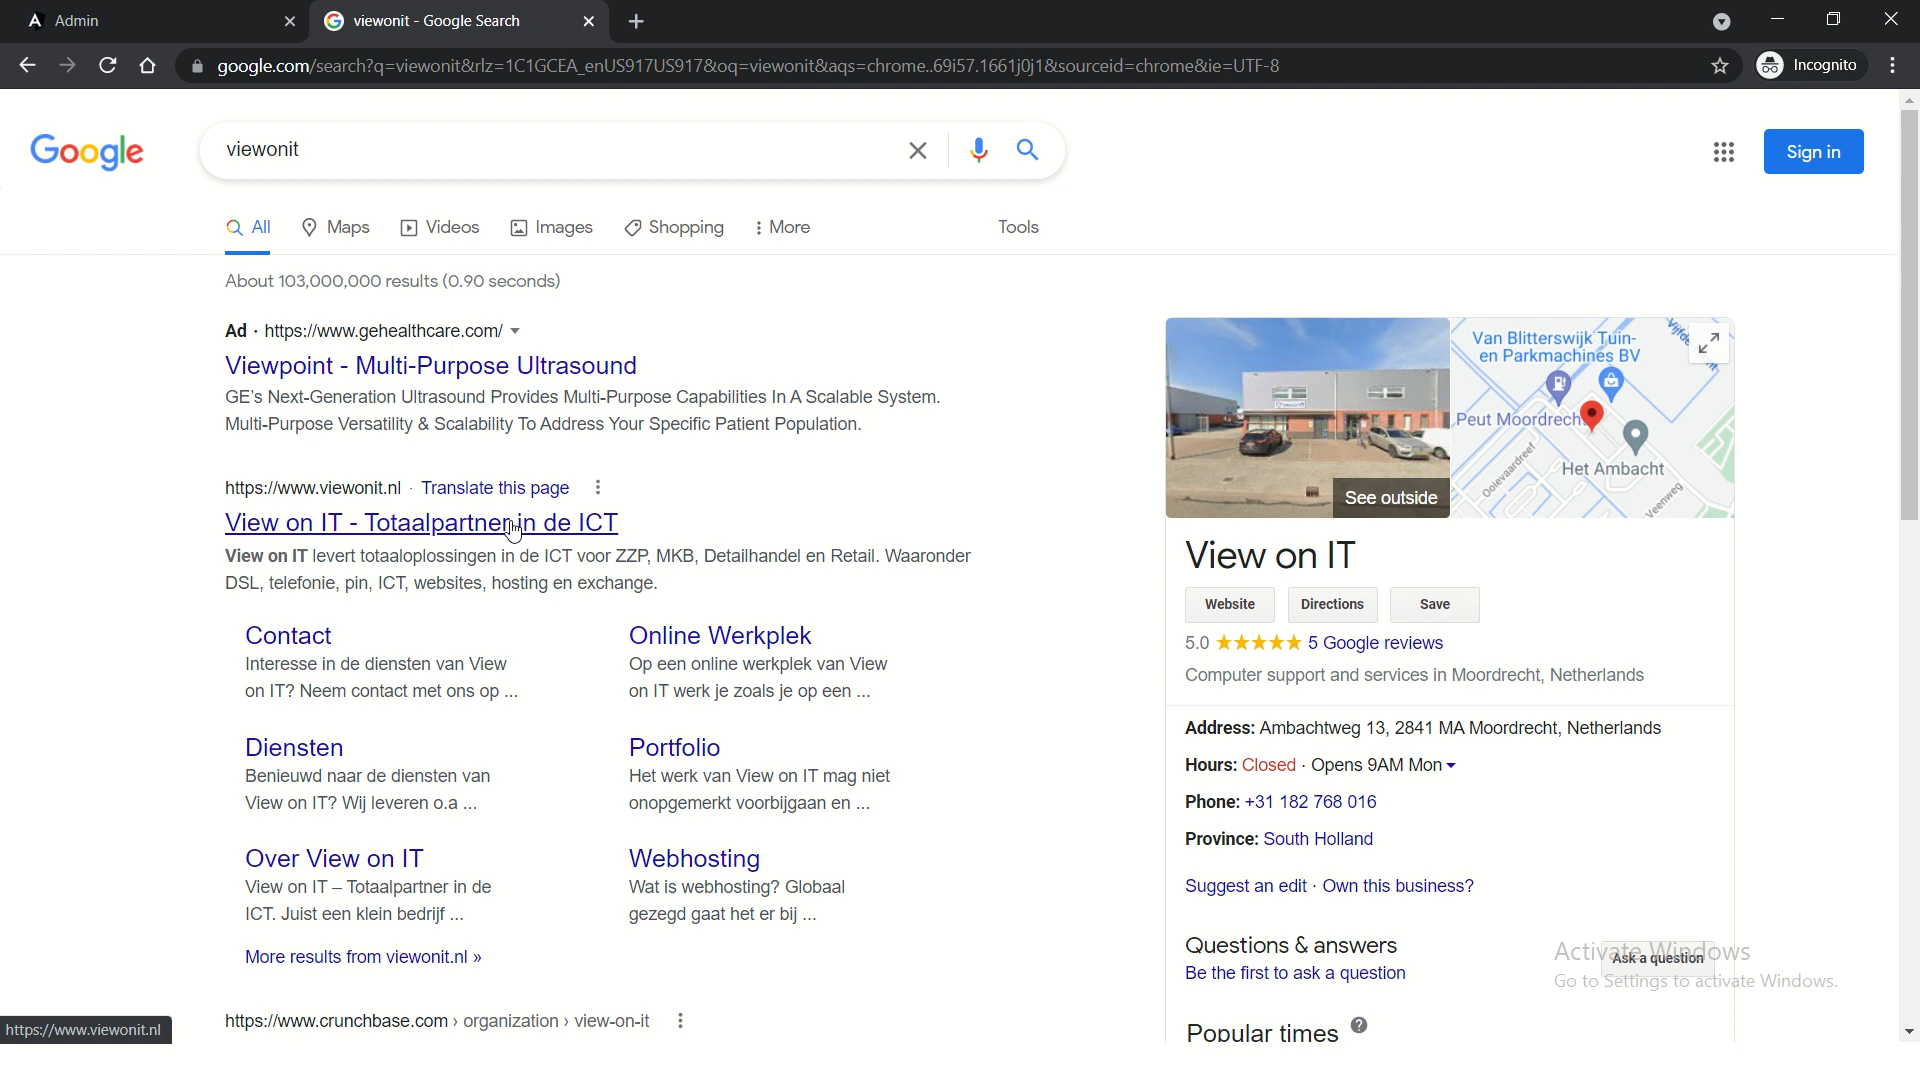 Admin
viewonit - Google Search
google.com/search?q=viewonit&rlz=1C1GCEA_enUS917US917&oq=viewonit&aqs=chrome..69i57.1661j0j1&sourceid=chrome&ie=UTF-8
Incognito
Google
viewonit
Sign in
All
Maps
Videos
Images
Shopping
More
Tools
About 103,000,000 results (0.90 seconds)
Ad · https://www.gehealthcare.com/
Viewpoint - Multi-Purpose Ultrasound
GE's Next-Generation Ultrasound Provides Multi-Purpose Capabilities In A Scalable System.
Multi-Purpose Versatility & Scalability To Address Your Specific Patient Population.
https://www.viewonit.nl · Translate this page
View on IT - Totaalpartner in de ICT
View on IT levert totaaloplossingen in de ICT voor ZZP, MKB, Detailhandel en Retail. Waaronder
DSL, telefonie, pin, ICT, websites, hosting en exchange.
Contact
Interesse in de diensten van View
on IT? Neem contact met ons op ...
Online Werkplek
Op een online werkplek van View
on IT werk je zoals je op een ...
Diensten
Benieuwd naar de diensten van
View on IT? Wij leveren o.a ...
Portfolio
Het werk van View on IT mag niet
onopgemerkt voorbijgaan en ...
Over View on IT
View on IT – Totaalpartner in de
ICT. Juist een klein bedrijf ...
Webhosting
Wat is webhosting? Globaal
gezegd gaat het er bij ...
More results from viewonit.nl »
https://www.crunchbase.com › organization › view-on-it
https://www.viewonit.nl
See outside
Van Blitterswijk Tuin-
en Parkmachines BV
Peut Moordrecht
Het Ambacht
Ooievaardreef
Veenweg
View on IT
Website
Directions
Save
5.0 5 Google reviews
Computer support and services in Moordrecht, Netherlands
Address: Ambachtweg 13, 2841 MA Moordrecht, Netherlands
Hours: Closed · Opens 9AM Mon
Phone: +31 182 768 016
Province: South Holland
Suggest an edit · Own this business?
Questions & answers
Be the first to ask a question
Ask a question
Activate Windows
Go to Settings to activate Windows.
Popular times